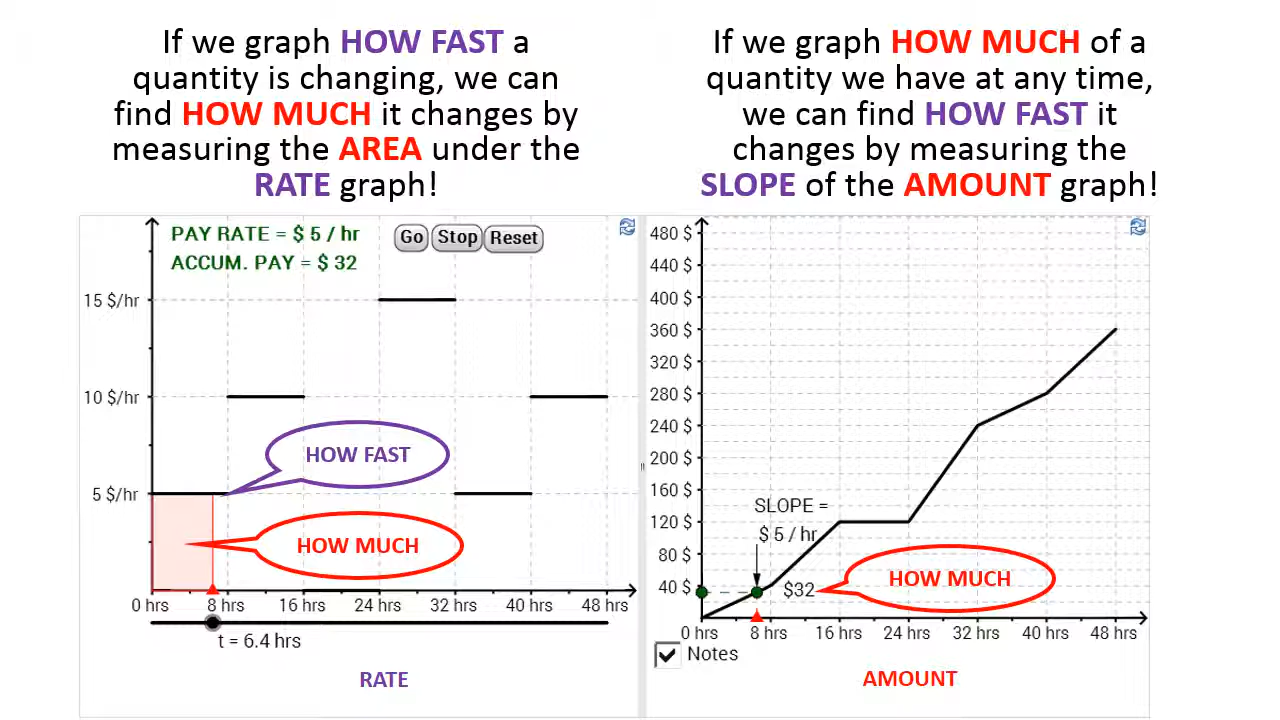 If we graph HOW FAST a
quantity is changing, we can
find HOW MUCH it changes by
measuring the AREA under the
RATE graph!
If we graph HOW MUCH of a
quantity we have at any time,
we can find HOW FAST it
changes by measuring the
SLOPE of the AMOUNT graph!
PAY RATE = $ 5 / hr
ACCUM. PAY = $ 32
Go Stop Reset
15 $/hr
10 $/hr
5 $/hr
HOW FAST
HOW MUCH
0 hrs 8 hrs 16 hrs 24 hrs 32 hrs 40 hrs 48 hrs
t = 6.4 hrs
RATE
480 $
440 $
400 $
360 $
320 $
280 $
240 $
200 $
160 $
120 $
80 $
40 $
SLOPE =
$ 5 / hr
$32
HOW MUCH
0 hrs 8 hrs 16 hrs 24 hrs 32 hrs 40 hrs 48 hrs
Notes
AMOUNT